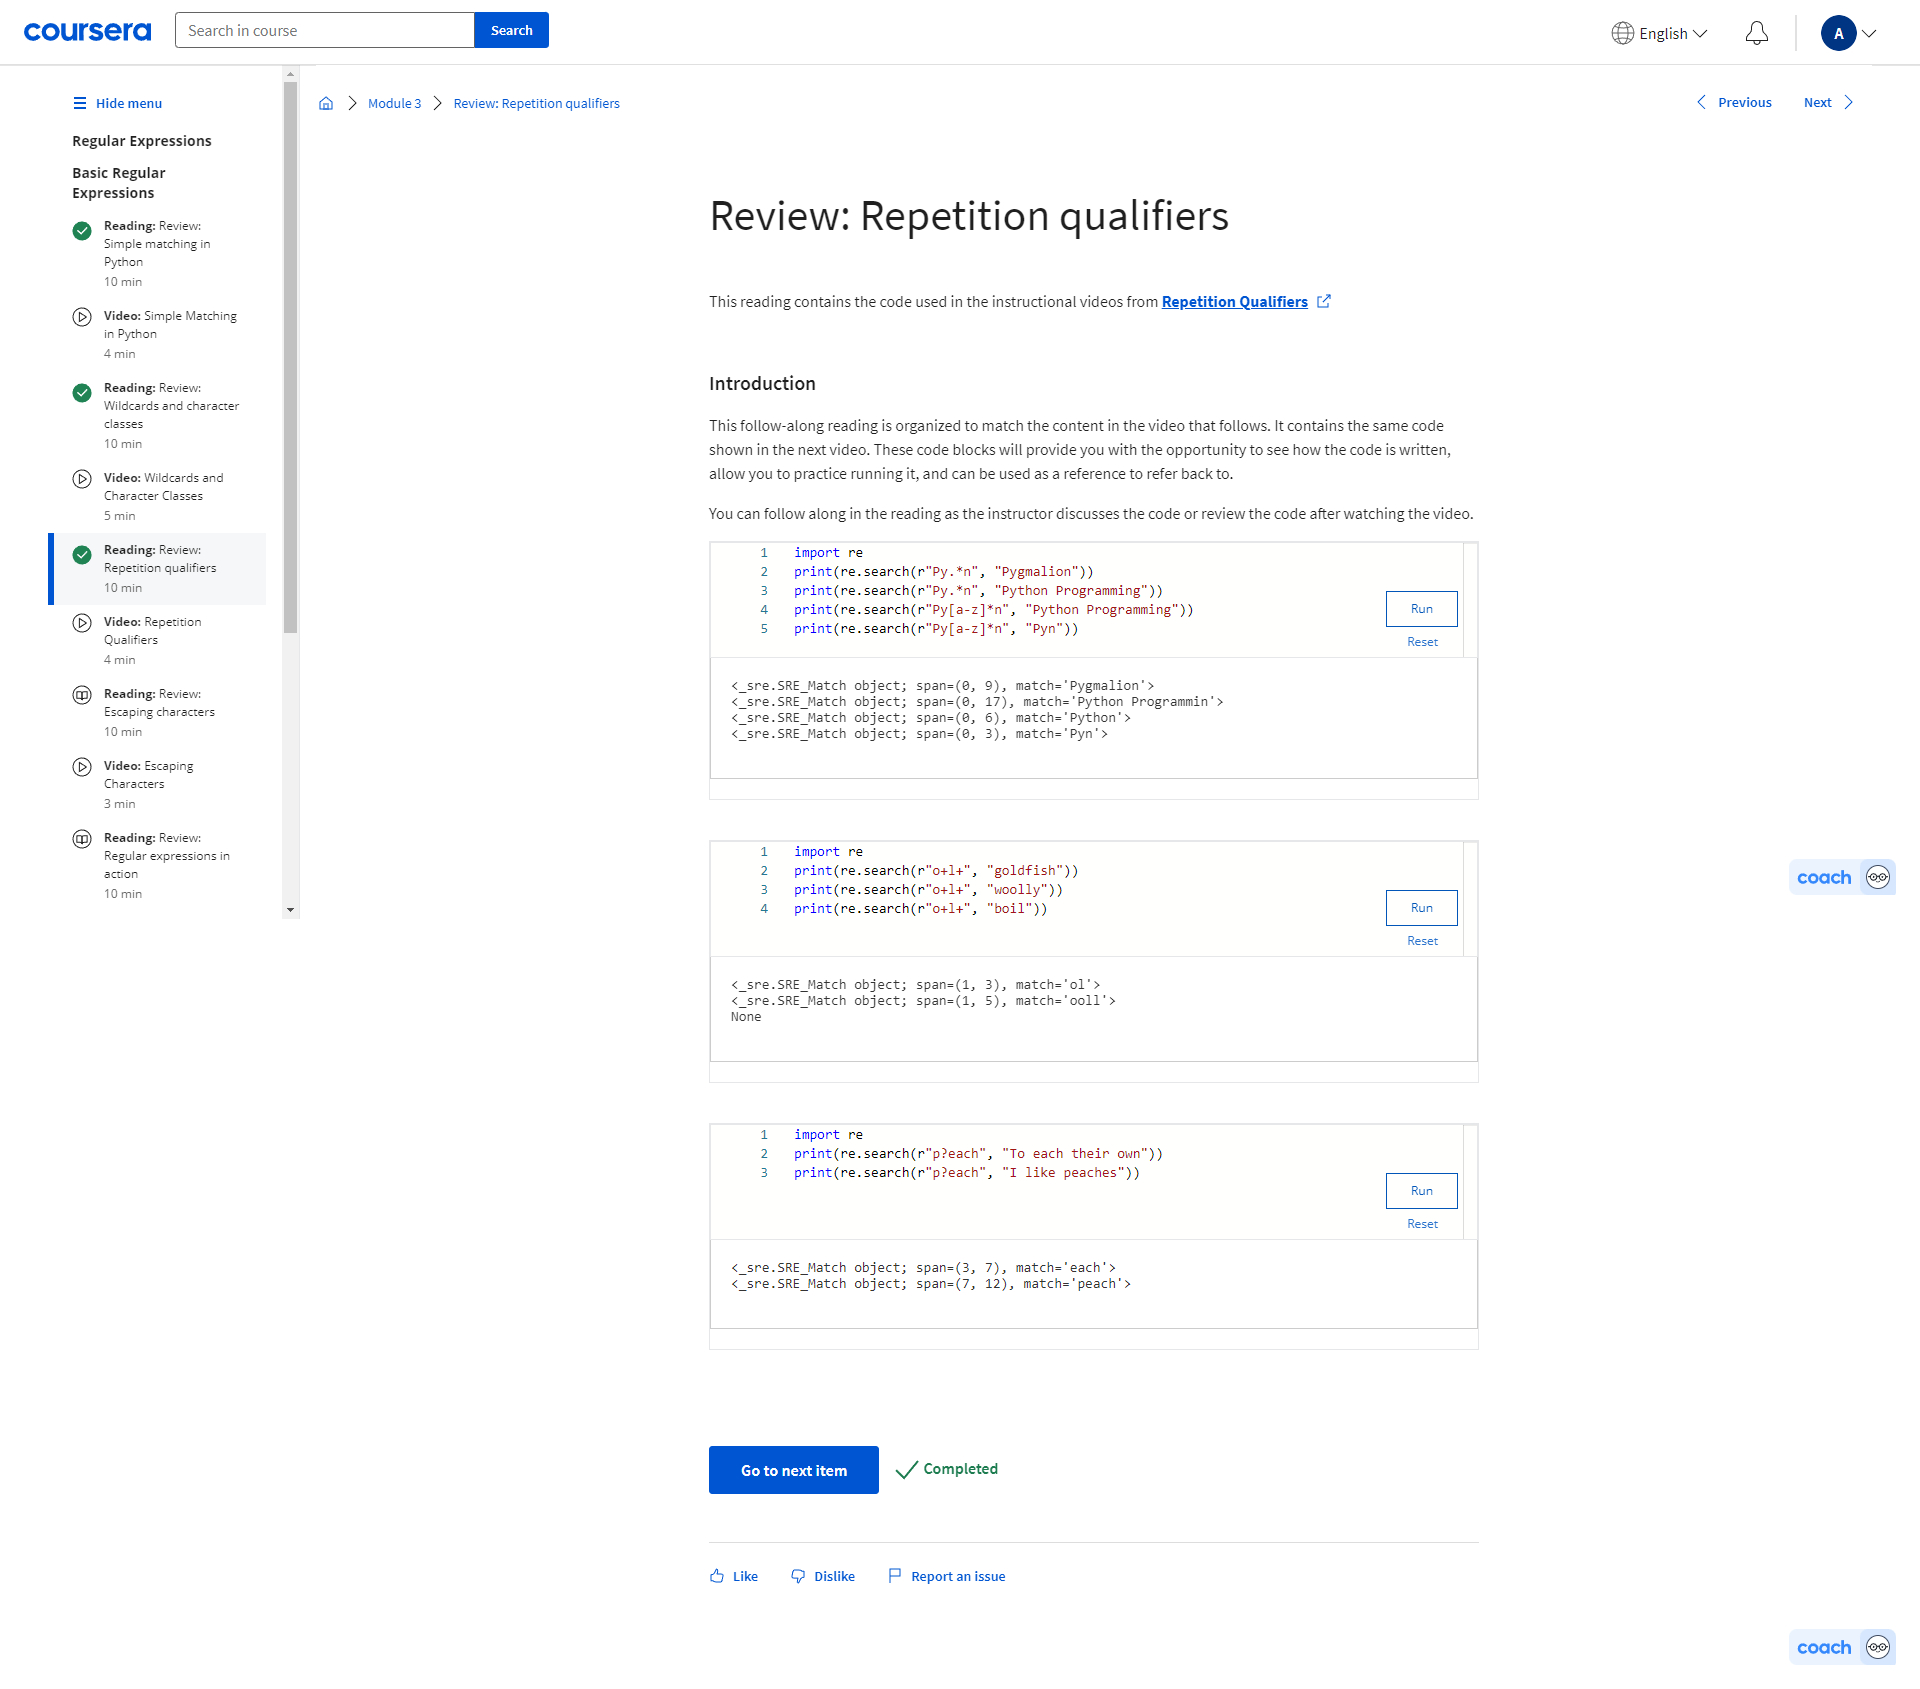 coursera
Search in course
Search
English
A
Hide menu
Regular Expressions
Basic Regular
Expressions
Reading: Review:
Simple matching in
Python
10 min
Video: Simple Matching
in Python
4 min
Reading: Review:
Wildcards and character
classes
10 min
Video: Wildcards and
Character Classes
5 min
Reading: Review:
Repetition qualifiers
10 min
Video: Repetition
Qualifiers
4 min
Reading: Review:
Escaping characters
10 min
Video: Escaping
Characters
3 min
Reading: Review:
Regular expressions in
action
10 min
Module 3
Review: Repetition qualifiers
Previous
Next
Review: Repetition qualifiers
This reading contains the code used in the instructional videos from Repetition Qualifiers
Introduction
This follow-along reading is organized to match the content in the video that follows. It contains the same code
shown in the next video. These code blocks will provide you with the opportunity to see how the code is written,
allow you to practice running it, and can be used as a reference to refer back to.
You can follow along in the reading as the instructor discusses the code or review the code after watching the video.
1 import re
2 print(re.search(r"Py.*n", "Pygmalion"))
3 print(re.search(r"Py.*n", "Python Programming"))
4 print(re.search(r"Py[a-z]*n", "Python Programming"))
5 print(re.search(r"Py[a-z]*n", "Pyn"))
Run
Reset
<_sre.SRE_Match object; span=(0, 9), match='Pygmalion'>
<_sre.SRE_Match object; span=(0, 17), match='Python Programmin'>
<_sre.SRE_Match object; span=(0, 6), match='Python'>
<_sre.SRE_Match object; span=(0, 3), match='Pyn'>
1 import re
2 print(re.search(r"o+l+", "goldfish"))
3 print(re.search(r"o+l+", "woolly"))
4 print(re.search(r"o+l+", "boil"))
Run
Reset
<_sre.SRE_Match object; span=(1, 3), match='ol'>
<_sre.SRE_Match object; span=(1, 5), match='ooll'>
None
1 import re
2 print(re.search(r"p?each", "To each their own"))
3 print(re.search(r"p?each", "I like peaches"))
Run
Reset
<_sre.SRE_Match object; span=(3, 7), match='each'>
<_sre.SRE_Match object; span=(7, 12), match='peach'>
Go to next item
Completed
Like
Dislike
Report an issue
coach
coach